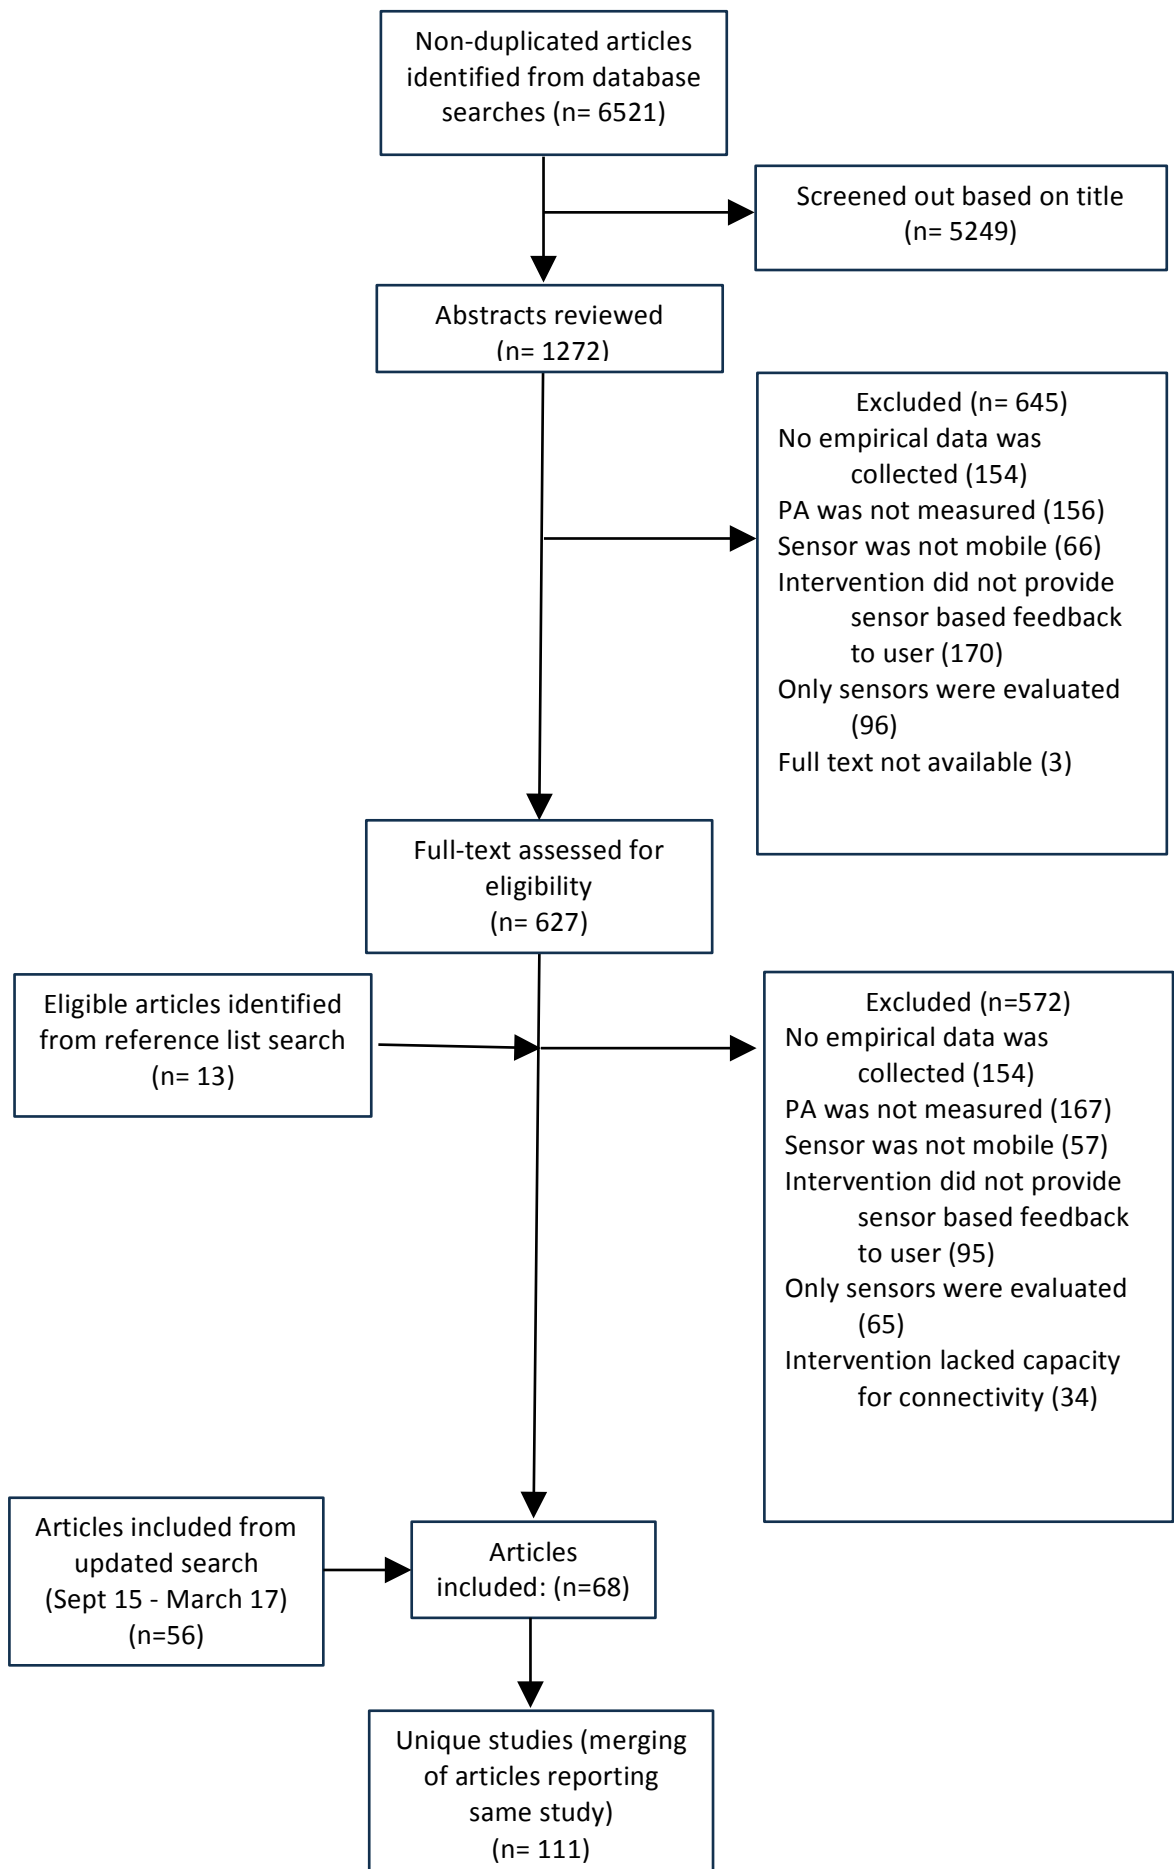 Non-duplicated articles
identified from database
searches (n= 6521)
Screened out based on title
(n= 5249)
Abstracts reviewed
(n= 1272)
Excluded (n= 645)
No empirical data was
collected (154)
PA was not measured (156)
Sensor was not mobile (66)
Intervention did not provide
sensor based feedback
to user (170)
Only sensors were evaluated
(96)
Full text not available (3)
Full-text assessed for
eligibility
(n= 627)
Eligible articles identified
from reference list search
(n= 13)
Excluded (n=572)
No empirical data was
collected (154)
PA was not measured (167)
Sensor was not mobile (57)
Intervention did not provide
sensor based feedback
to user (95)
Only sensors were evaluated
(65)
Intervention lacked capacity
for connectivity (34)
Articles included from
updated search
(Sept 15 - March 17)
(n=56)
Articles
included: (n=68)
Unique studies (merging
of articles reporting
same study)
(n= 111)